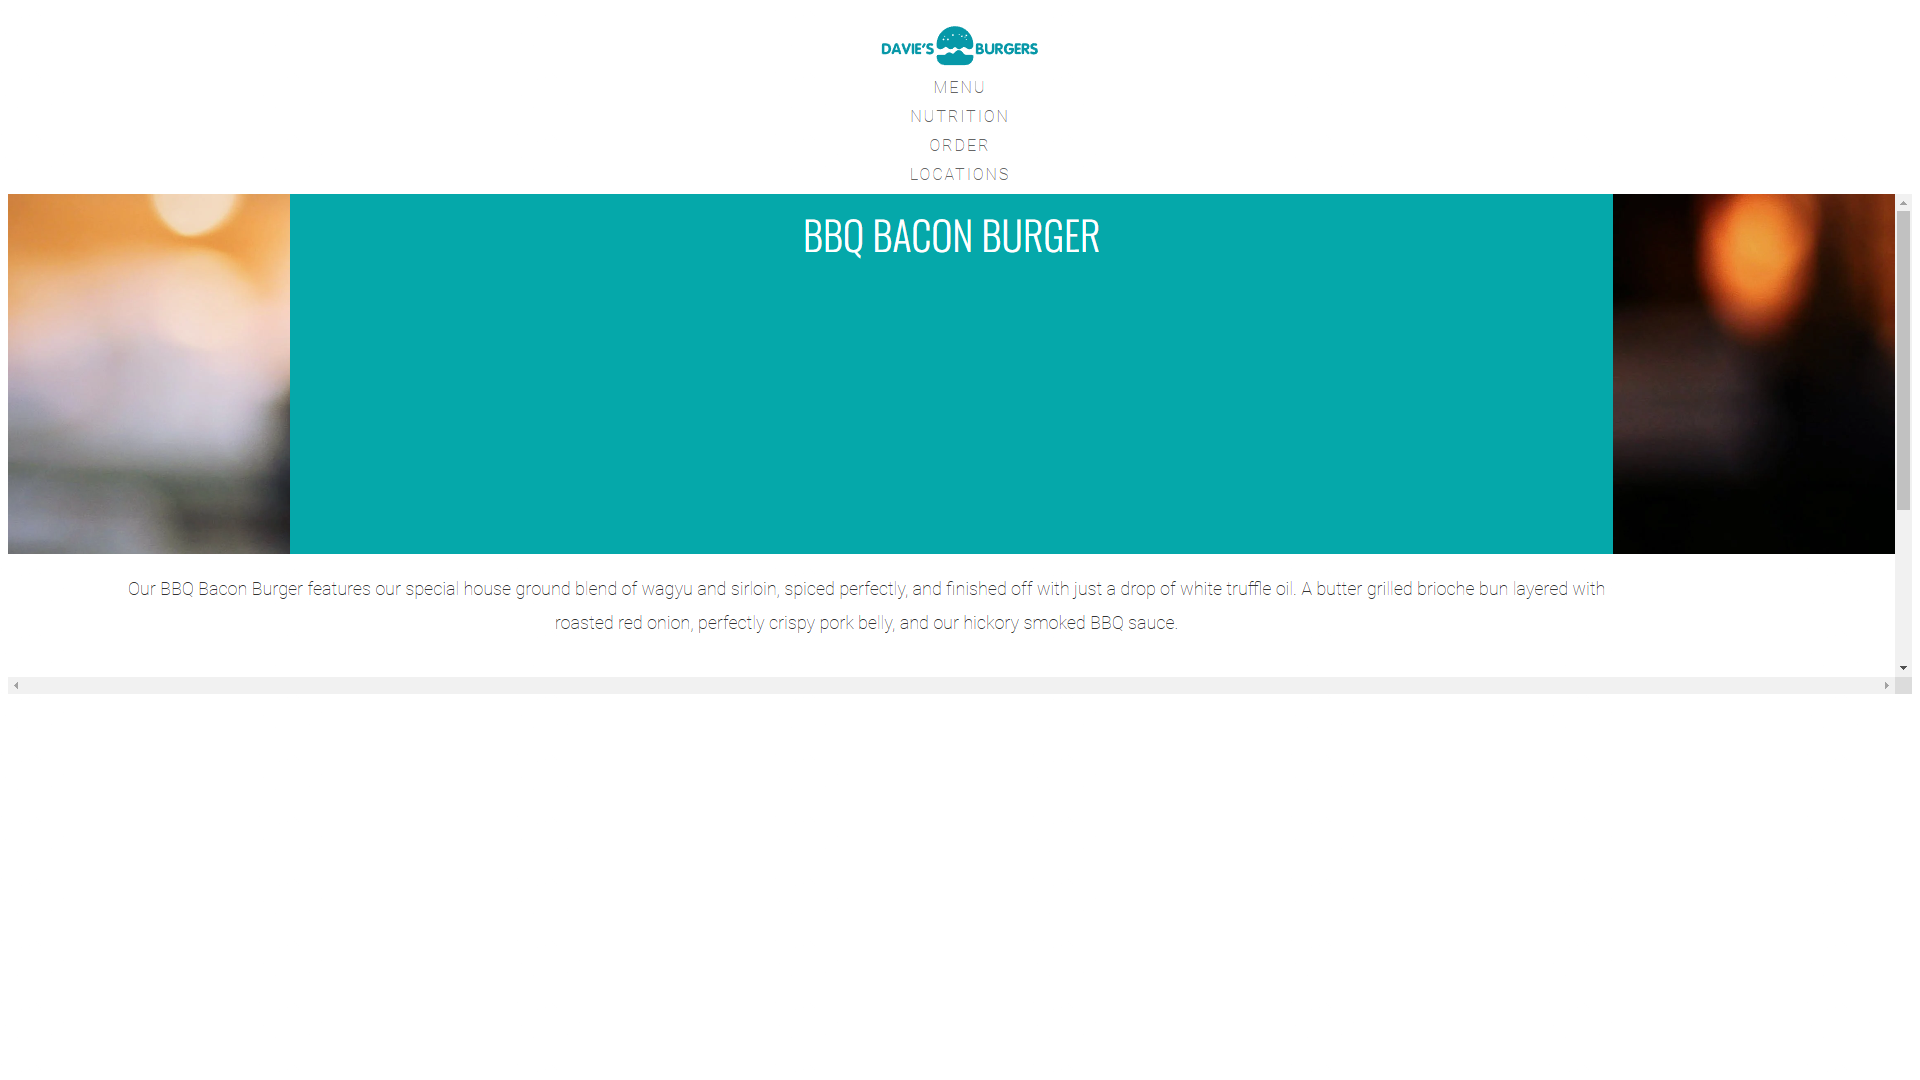 DAVIE'S BURGERS
MENU
NUTRITION
ORDER
LOCATIONS
BBQ BACON BURGER
Our BBQ Bacon Burger features our special house ground blend of wagyu and sirloin, spiced perfectly, and finished off with just a drop of white truffle oil. A butter grilled brioche bun layered with
roasted red onion, perfectly crispy pork belly, and our hickory smoked BBQ sauce.